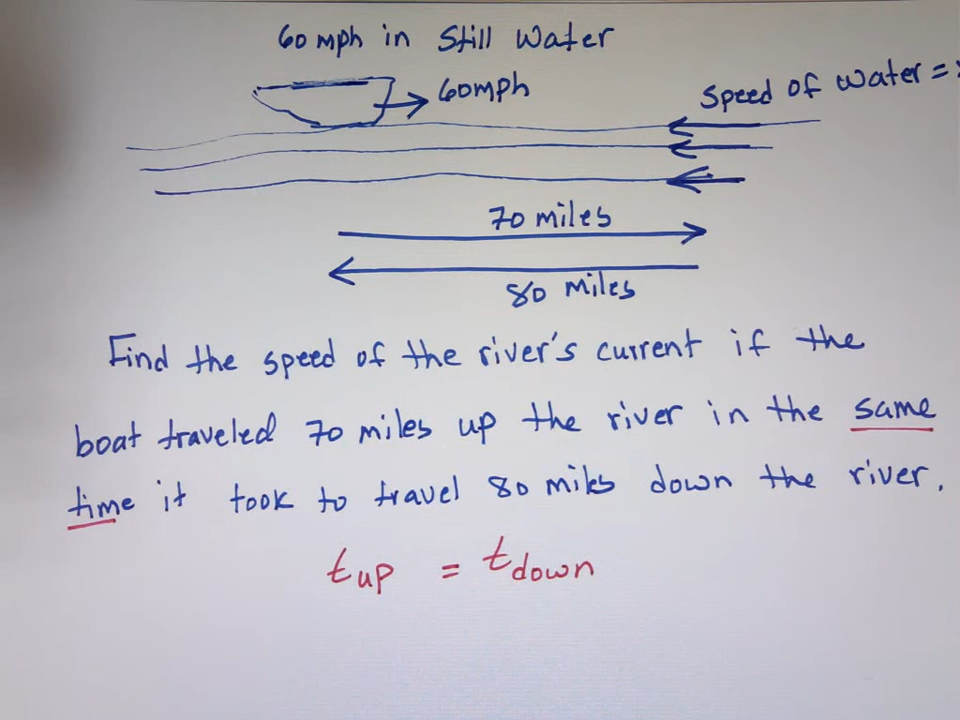 60 mph in Still Water
60mph
Speed of Water =
70 miles
80 miles
Find the speed of the river's current if the
boat traveled 70 miles up the river in the same
time it took to travel 80 miles down the river.
tup = tdown